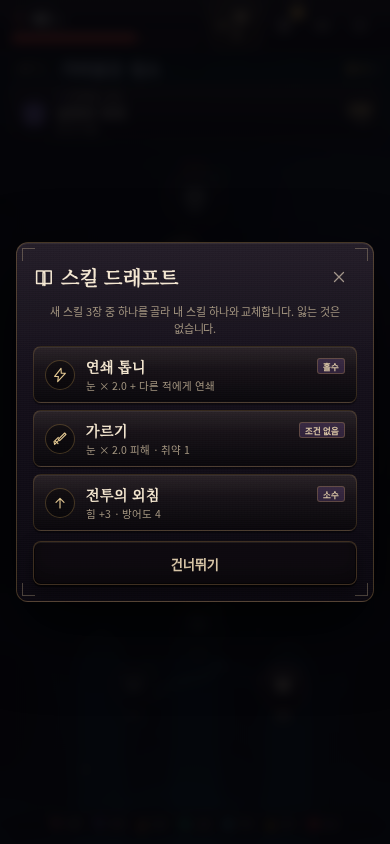 스킬 드래프트
새 스킬 3장 중 하나를 골라 내 스킬 하나와 교체합니다. 잃는 것은
없습니다.
연쇄 톱니
홀수
눈 × 2.0 + 다른 적에게 연쇄
가르기
조건 없음
눈 × 2.0 피해 · 취약 1
전투의 외침
소수
힘 +3 · 방어도 4
건너뛰기